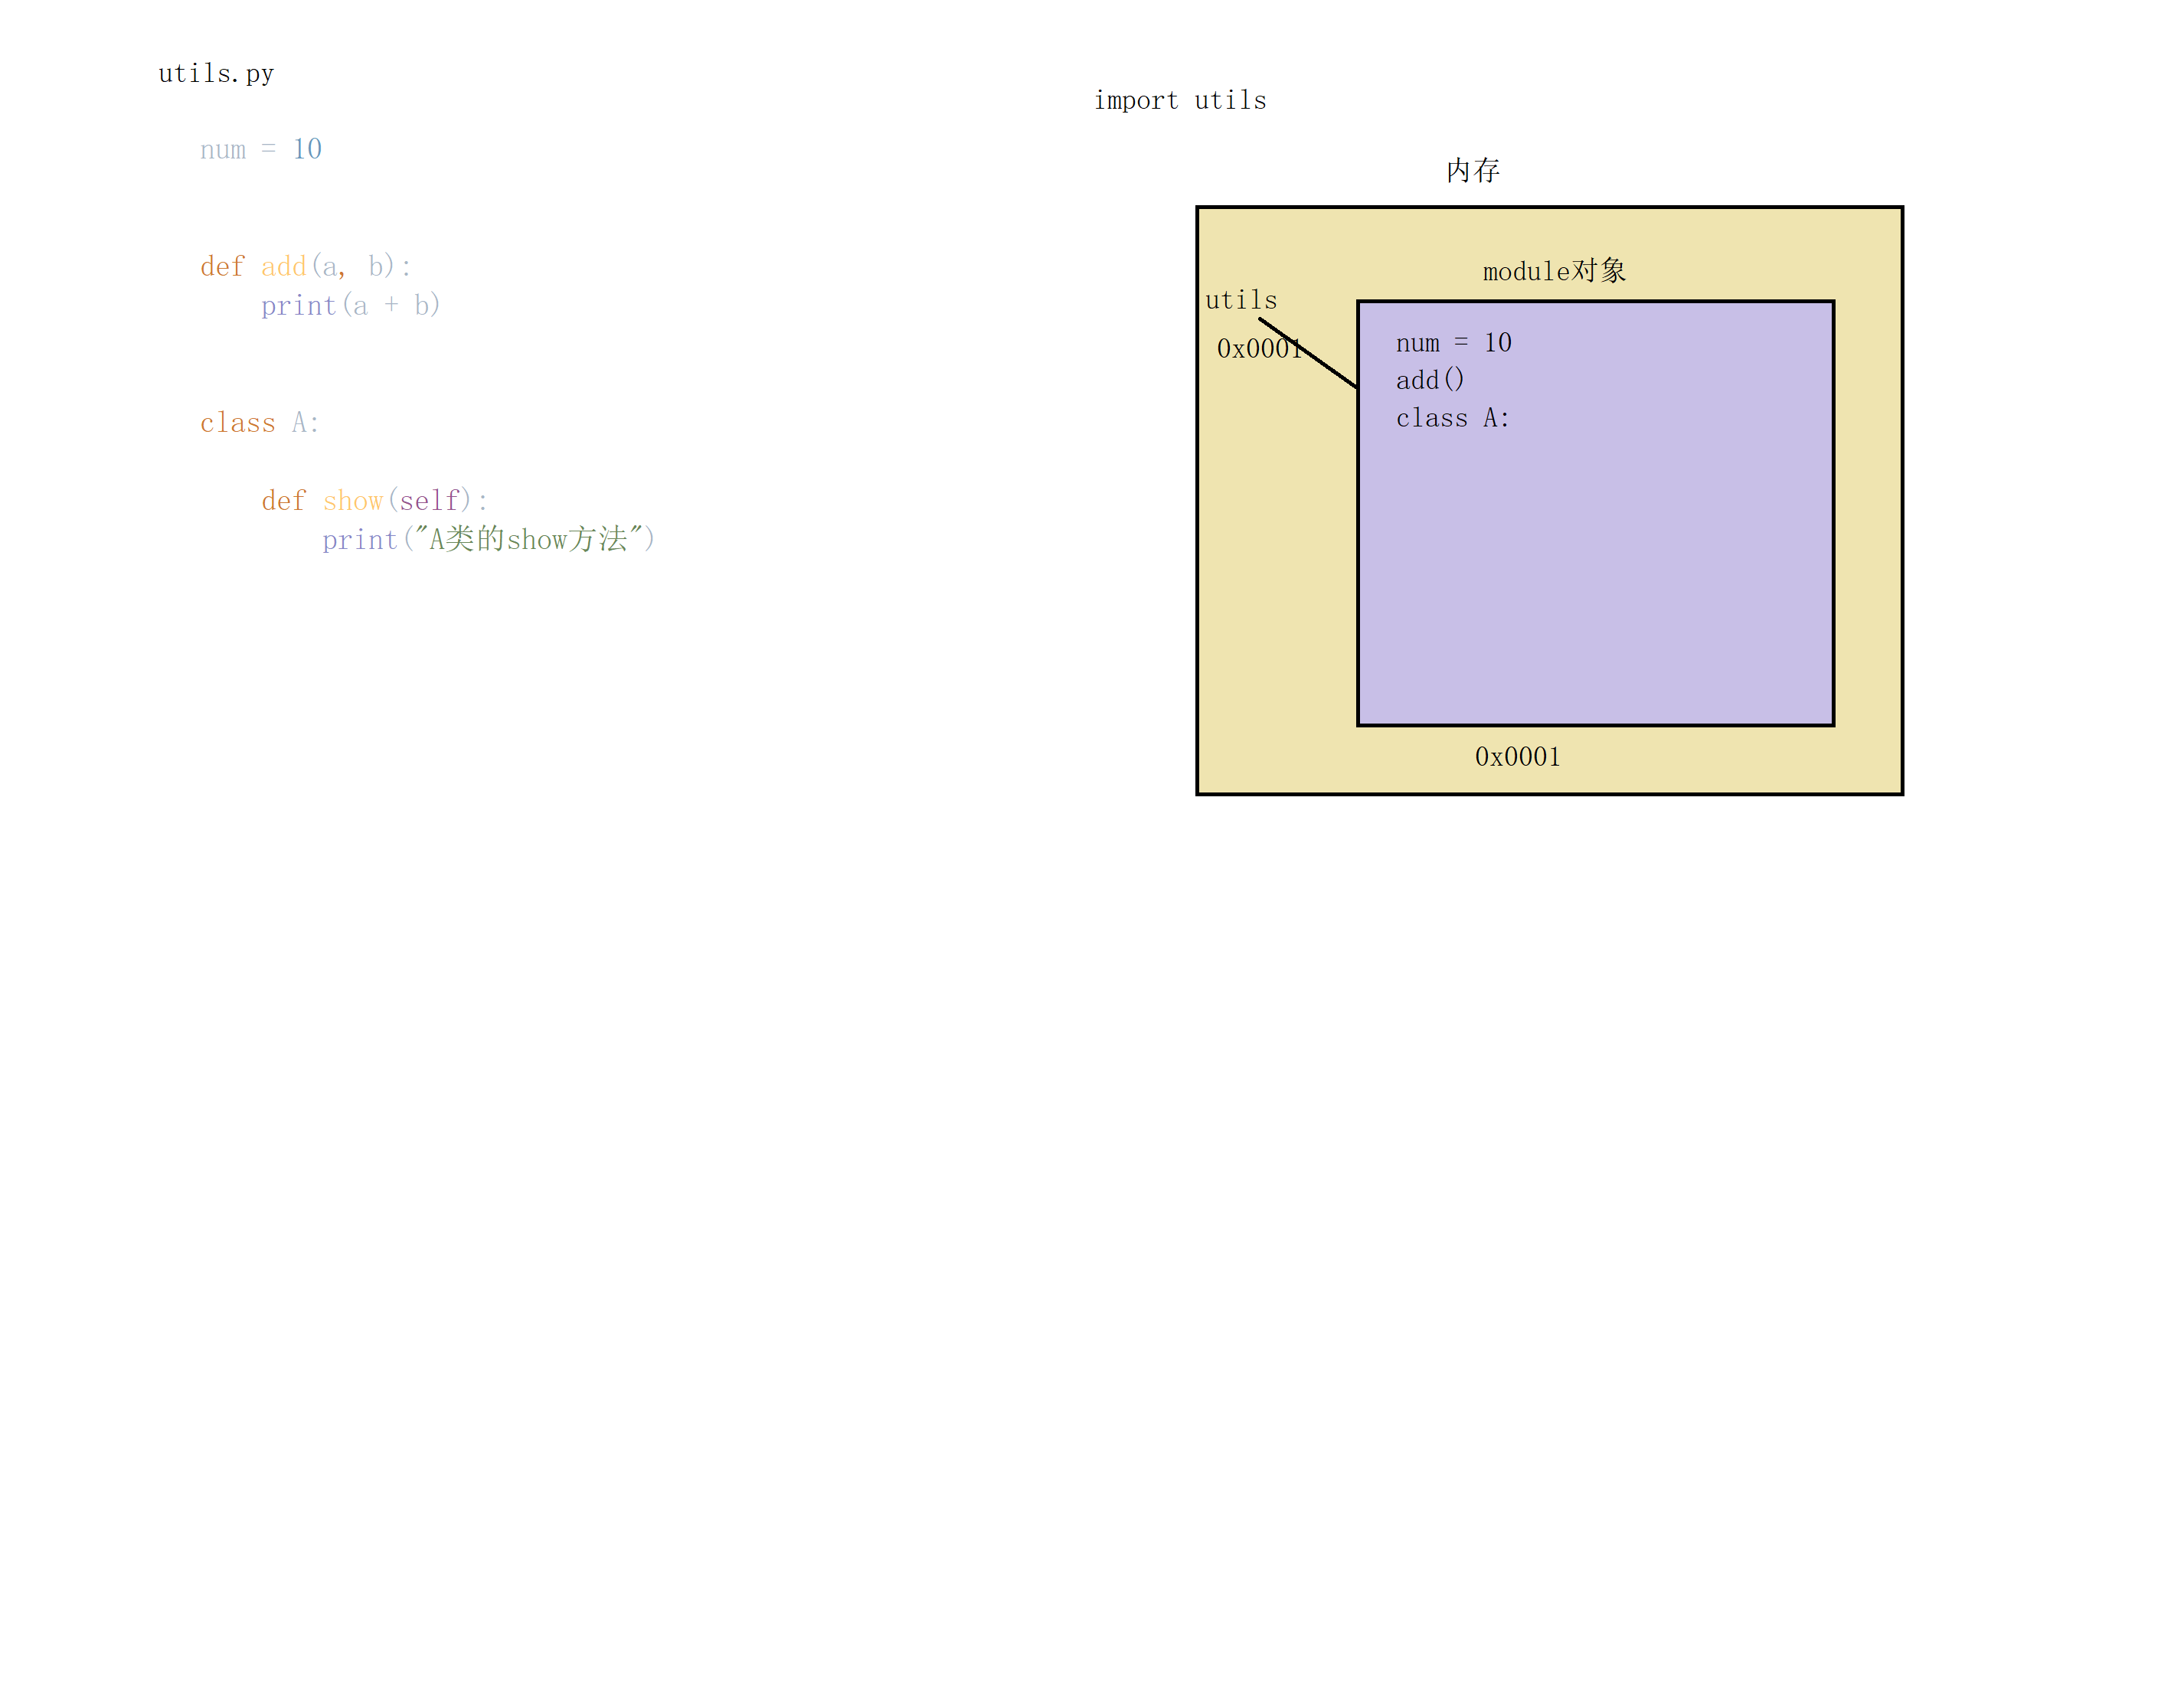 utils.py
num = 10
def add(a, b):
    print(a + b)
class A:
    def show(self):
        print("A类的show方法")
import utils
内存
module对象
utils
0x0001
num = 10
add()
class A:
0x0001